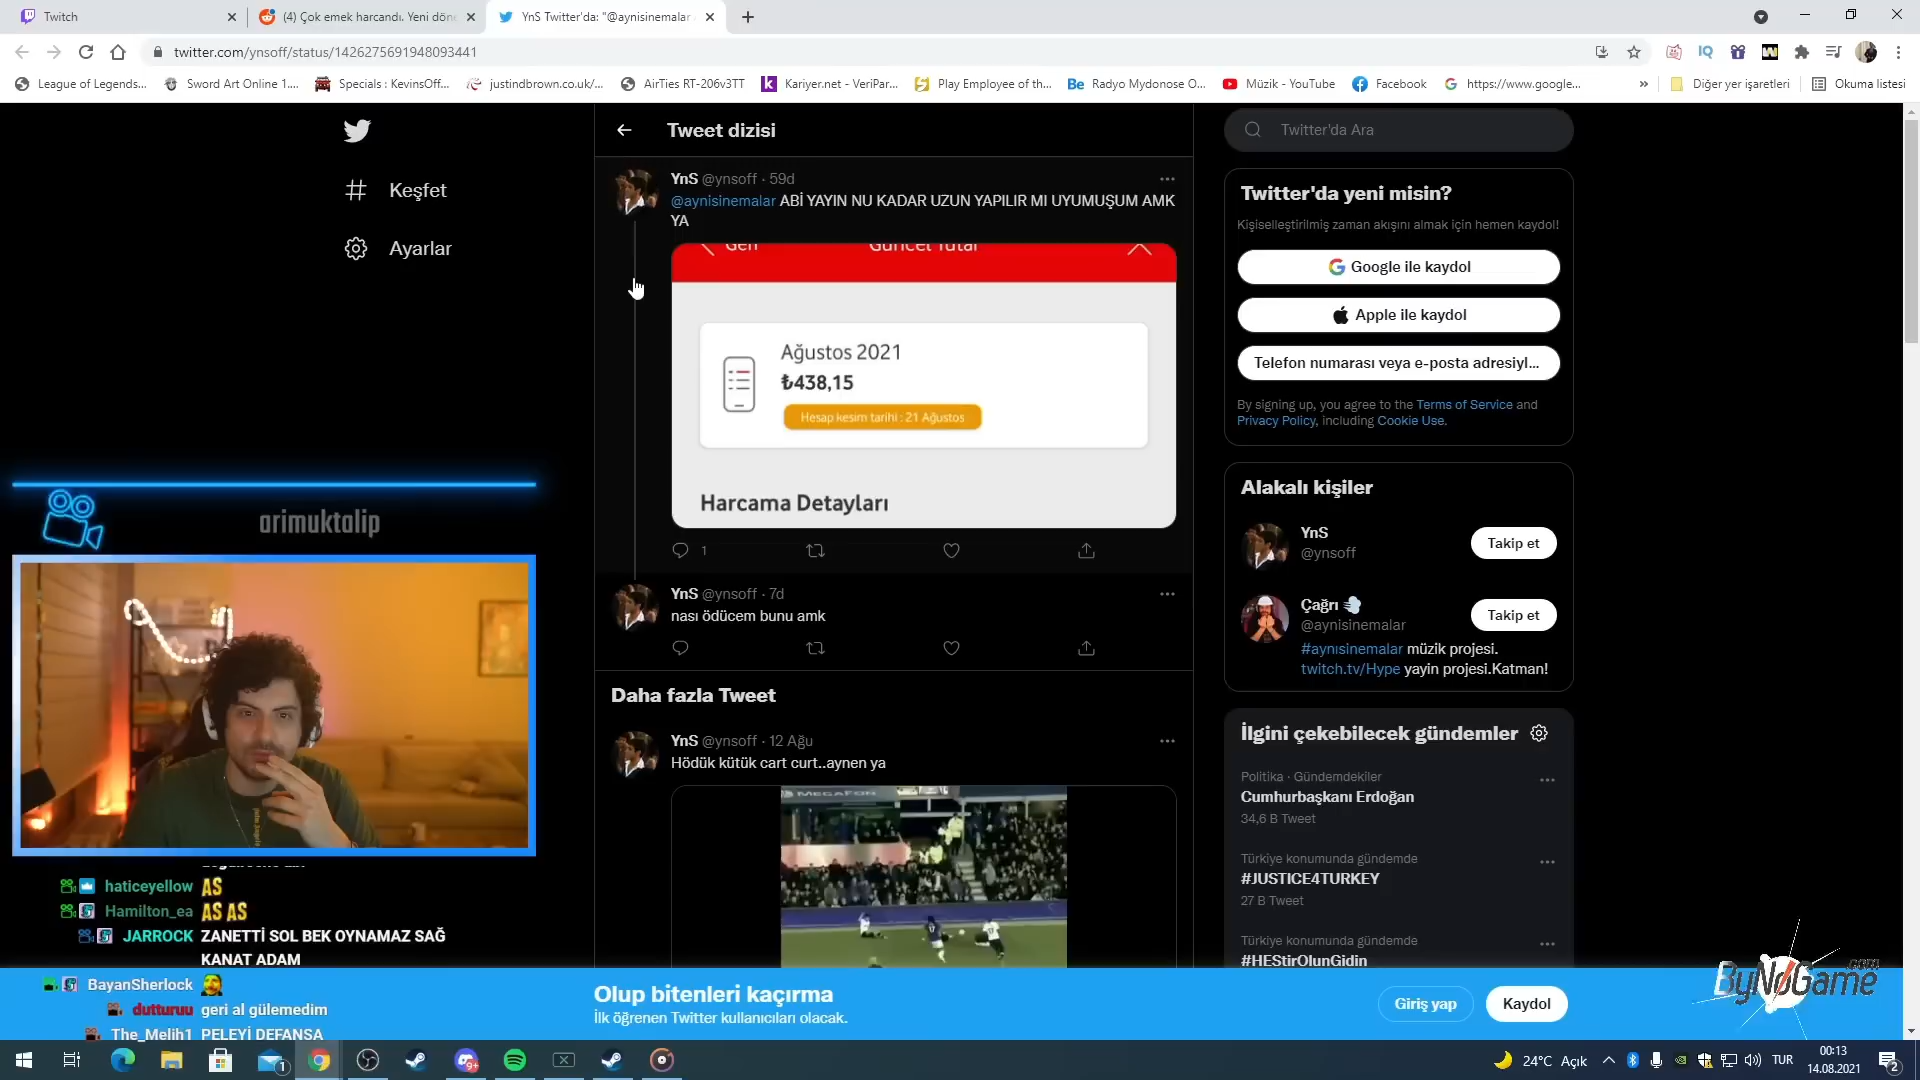 Twitch
(4) Çok emek harcandı. Yeni döne
YnS Twitter'da: "@aynisinemalar
twitter.com/ynsoff/status/1426275691948093441
League of Legends...
Sword Art Online 1....
Specials : KevinsOff...
justindbrown.co.uk/...
AirTies RT-206v3TT
Kariyer.net - VeriPar...
Play Employee of th...
Radyo Mydonose O...
Müzik - YouTube
Facebook
https://www.google...
»
Diğer yer işaretleri
Okuma listesi
Keşfet
Ayarlar
Tweet dizisi
YnS @ynsoff · 59d
@aynisinemalar ABİ YAYIN NU KADAR UZUN YAPILIR MI UYUMUŞUM AMK
YA
Geri Güncel Tutar
Ağustos 2021
₺438,15
Hesap kesim tarihi : 21 Ağustos
Harcama Detayları
1
YnS @ynsoff · 7d
nası ödücem bunu amk
Daha fazla Tweet
YnS @ynsoff · 12 Ağu
Hödük kütük cart curt..aynen ya
MEGAFON
Twitter'da Ara
Twitter'da yeni misin?
Kişiselleştirilmiş zaman akışını almak için hemen kaydol!
Google ile kaydol
Apple ile kaydol
Telefon numarası veya e-posta adresiyl...
By signing up, you agree to the Terms of Service and
Privacy Policy, including Cookie Use.
Alakalı kişiler
YnS
@ynsoff
Takip et
Çağrı
@aynisinemalar
Takip et
#aynısinemalar müzik projesi.
twitch.tv/Hype yayin projesi.Katman!
İlgini çekebilecek gündemler
Politika · Gündemdekiler
Cumhurbaşkanı Erdoğan
34,6 B Tweet
Türkiye konumunda gündemde
#JUSTICE4TURKEY
27 B Tweet
Türkiye konumunda gündemde
#HEStirOlunGidin
arimuktalip
haticeyellow AS
Hamilton_ea AS AS
JARROCK ZANETTİ SOL BEK OYNAMAZ SAĞ
KANAT ADAM
BayanSherlock
dutturuu geri al gülemedim
The_Melih1 PELEYİ DEFANSA
Olup bitenleri kaçırma
İlk öğrenen Twitter kullanıcıları olacak.
Giriş yap
Kaydol
ByNoGame
.com
1
9+
24°C Açık
TUR
00:13
14.08.2021
2